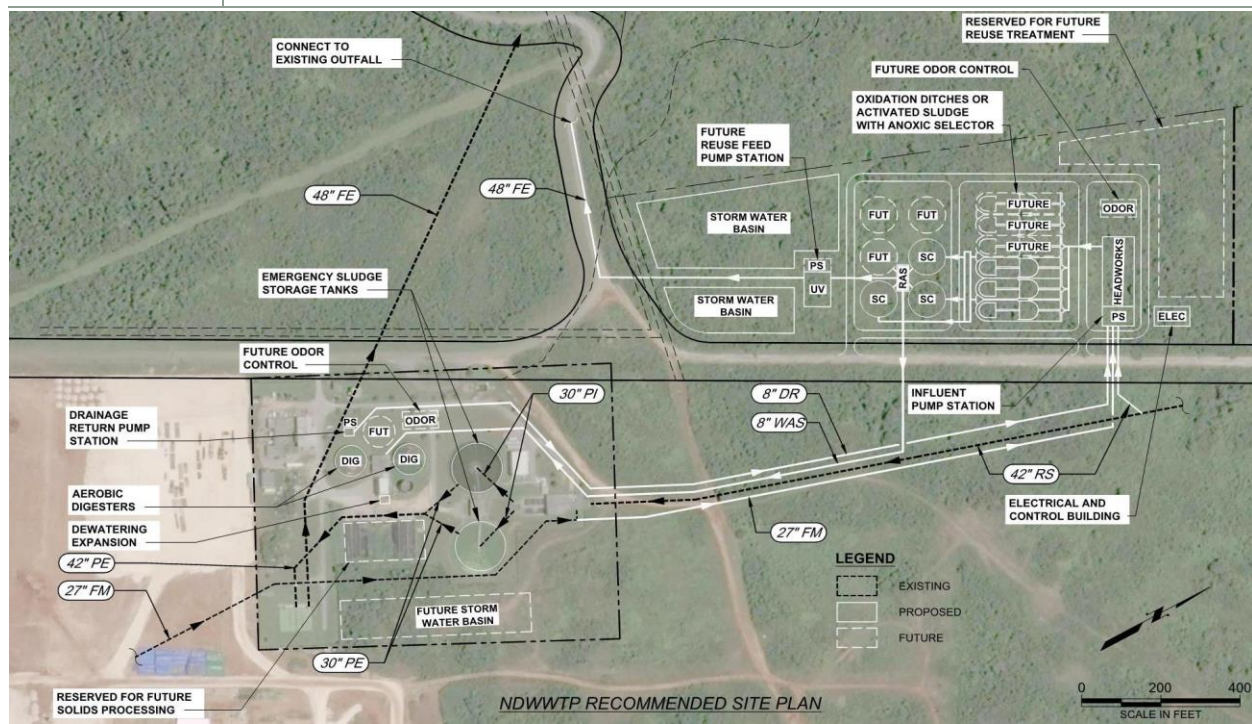 RESERVED FOR FUTURE
REUSE TREATMENT
CONNECT TO
EXISTING OUTFALL
FUTURE ODOR CONTROL
OXIDATION DITCHES OR
ACTIVATED SLUDGE
WITH ANOXIC SELECTOR
FUTURE
REUSE FEED
PUMP STATION
48" FE
48" FE
STORM WATER
BASIN
FUT
FUT
FUTURE
FUTURE
FUTURE
ODOR
EMERGENCY SLUDGE
STORAGE TANKS
PS
UV
FUT
SC
RAS
HEADWORKS
STORM WATER
BASIN
SC
SC
PS
ELEC
FUTURE ODOR
CONTROL
30" PI
8" DR
INFLUENT
PUMP STATION
DRAINAGE
RETURN PUMP
STATION
PS
FUT
ODOR
8" WAS
DIG
DIG
42" RS
AEROBIC
DIGESTERS
ELECTRICAL AND
CONTROL BUILDING
DEWATERING
EXPANSION
27" FM
42" PE
27" FM
LEGEND
EXISTING
PROPOSED
FUTURE
FUTURE STORM
WATER BASIN
30" PE
RESERVED FOR FUTURE
SOLIDS PROCESSING
NDWWTP RECOMMENDED SITE PLAN
0 200 400
SCALE IN FEET